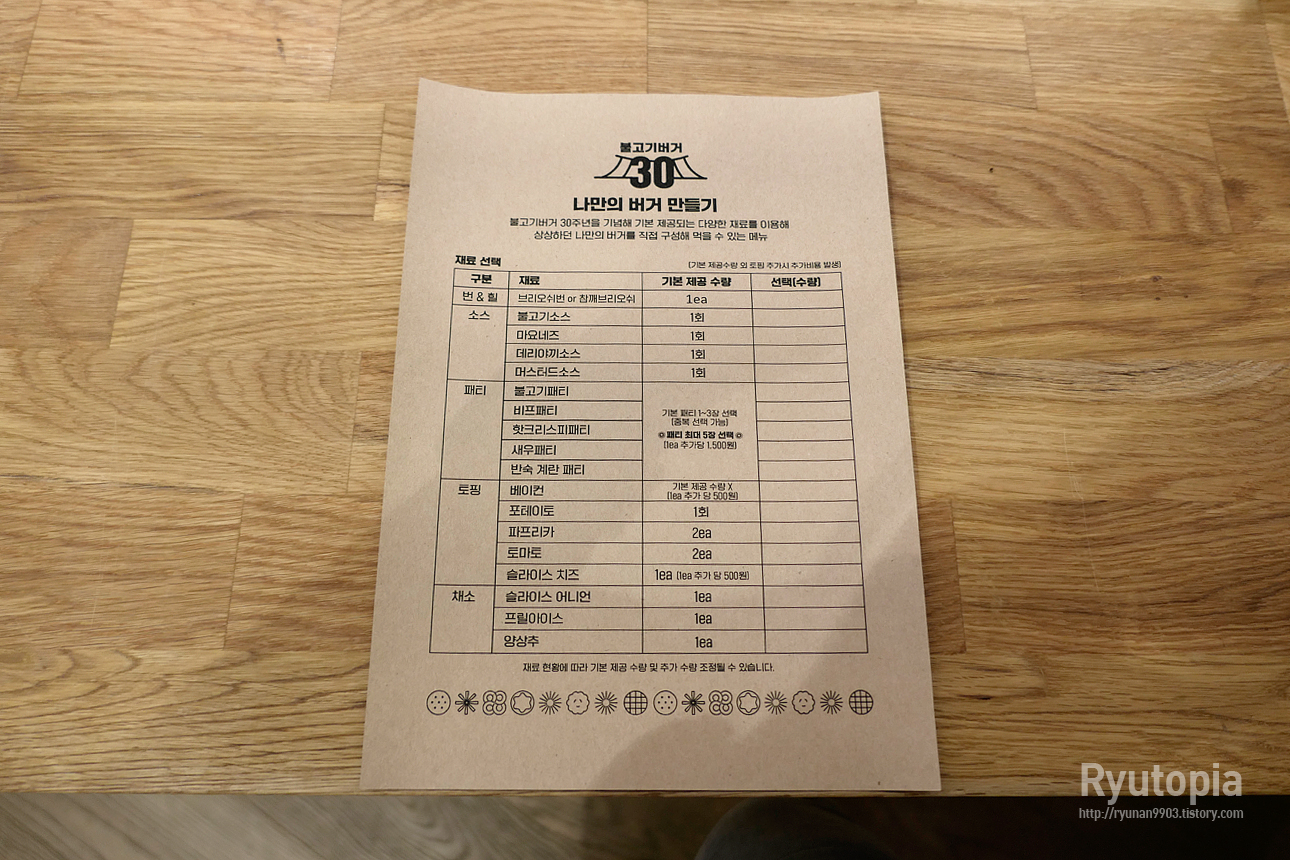 불고기버거
30
나만의 버거 만들기
불고기버거 30주년을 기념해 기본 제공되는 다양한 재료를 이용해
상상하던 나만의 버거를 직접 구성해 먹을 수 있는 메뉴
재료 선택 (기본 제공수량 외 토핑 추가시 추가비용 발생)
구분 재료 기본 제공 수량 선택(수량)
번 & 힐 브리오쉬번 or 참깨브리오쉬 1ea
소스 불고기소스 1회
마요네즈 1회
데리야끼소스 1회
머스터드소스 1회
패티 불고기패티
비프패티
핫크리스피패티
새우패티
반숙 계란 패티
기본 패티 1~3장 선택
(중복 선택 가능)
패티 최대 5장 선택
(1ea 추가당 1,500원)
토핑 베이컨 기본 제공 수량 X
(1ea 추가 당 500원)
포테이토 1회
파프리카 2ea
토마토 2ea
슬라이스 치즈 1ea (1ea 추가 당 500원)
채소 슬라이스 어니언 1ea
프릴아이스 1ea
양상추 1ea
재료 현황에 따라 기본 제공 수량 및 추가 수량 조정될 수 있습니다.
Ryutopia
http://ryunan9903.tistory.com